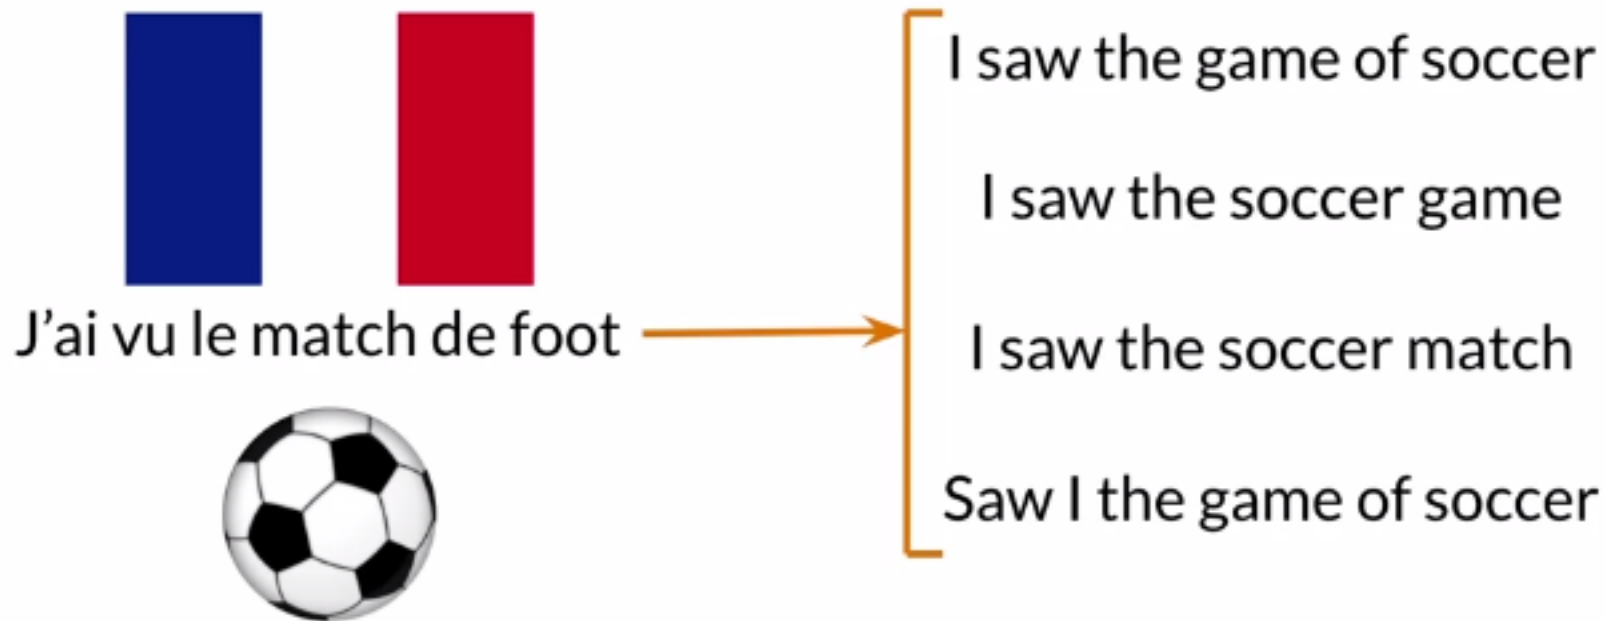 J’ai vu le match de foot
I saw the game of soccer
I saw the soccer game
I saw the soccer match
Saw I the game of soccer